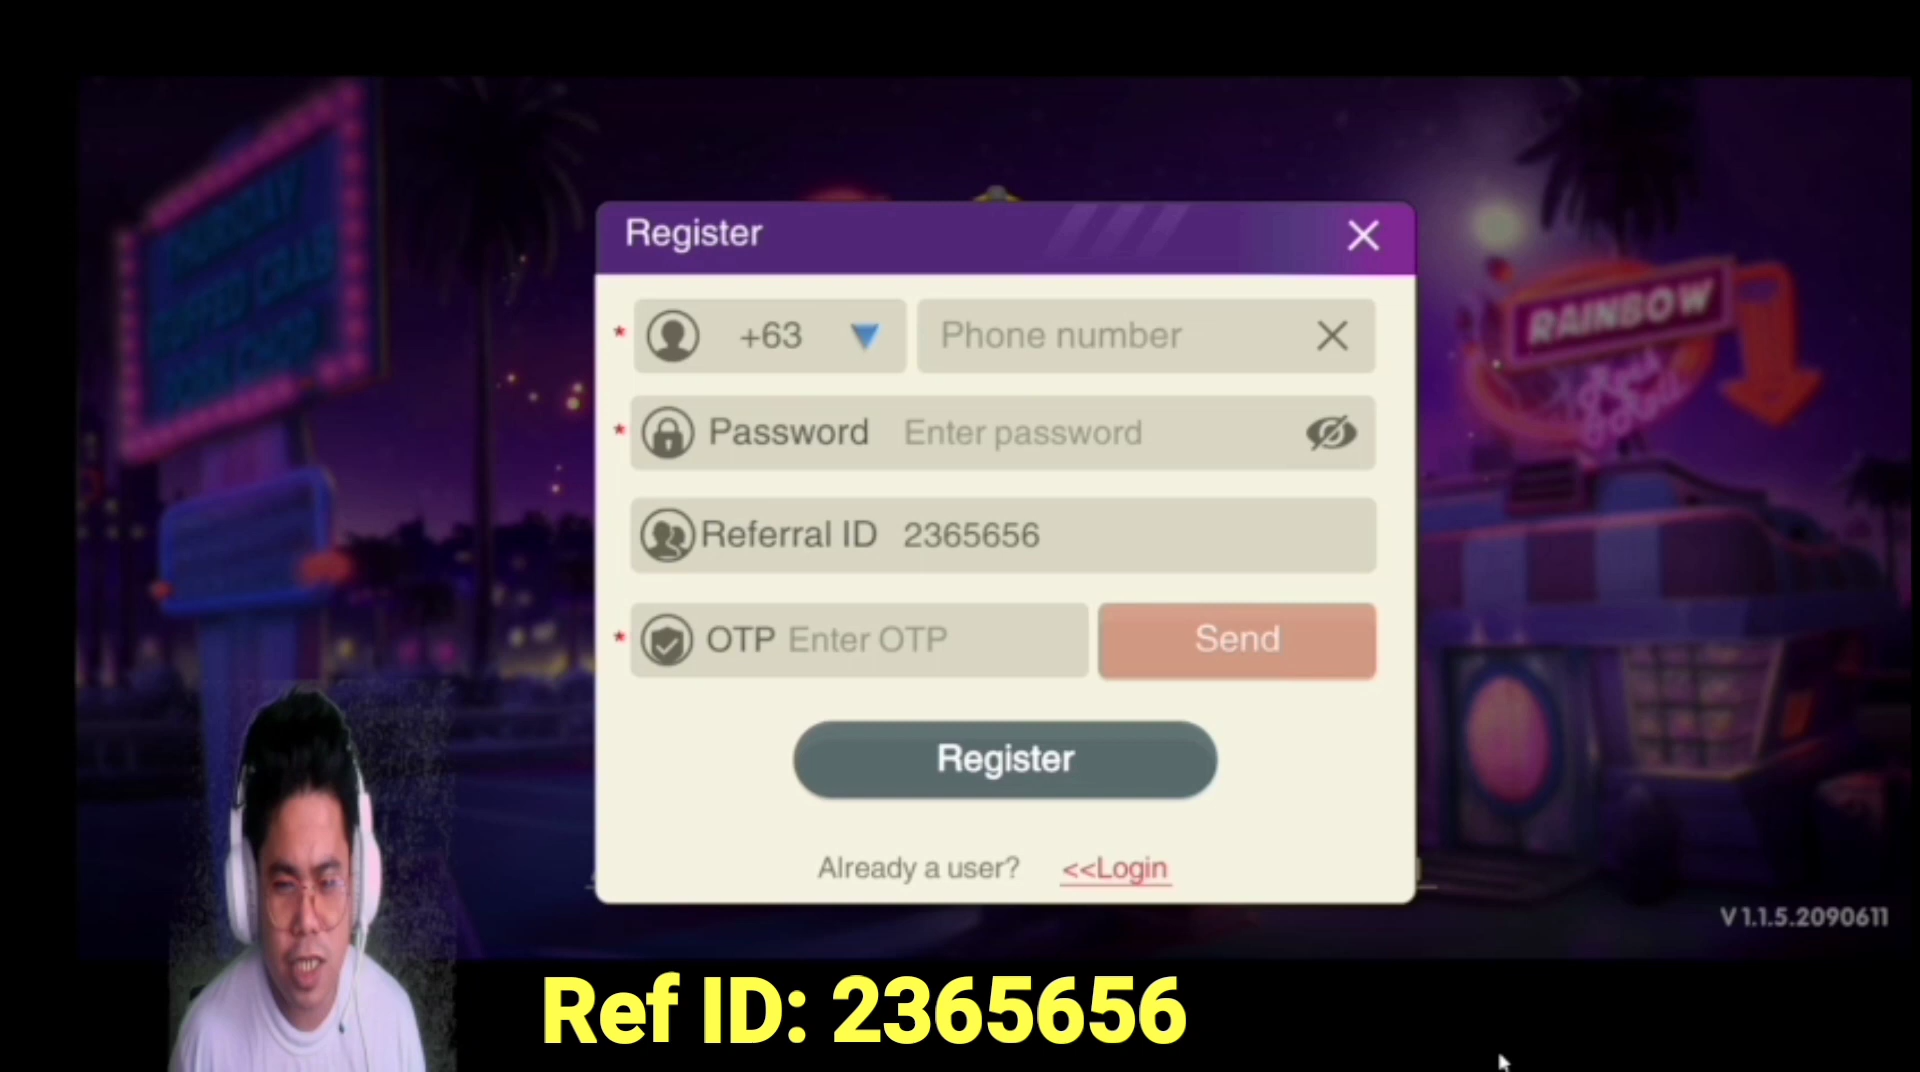 Register
+63 Phone number
Password Enter password
Referral ID 2365656
OTP Enter OTP Send
Register
Already a user? <<Login
RAINBOW
V 1.1.5.2090611
Ref ID: 2365656